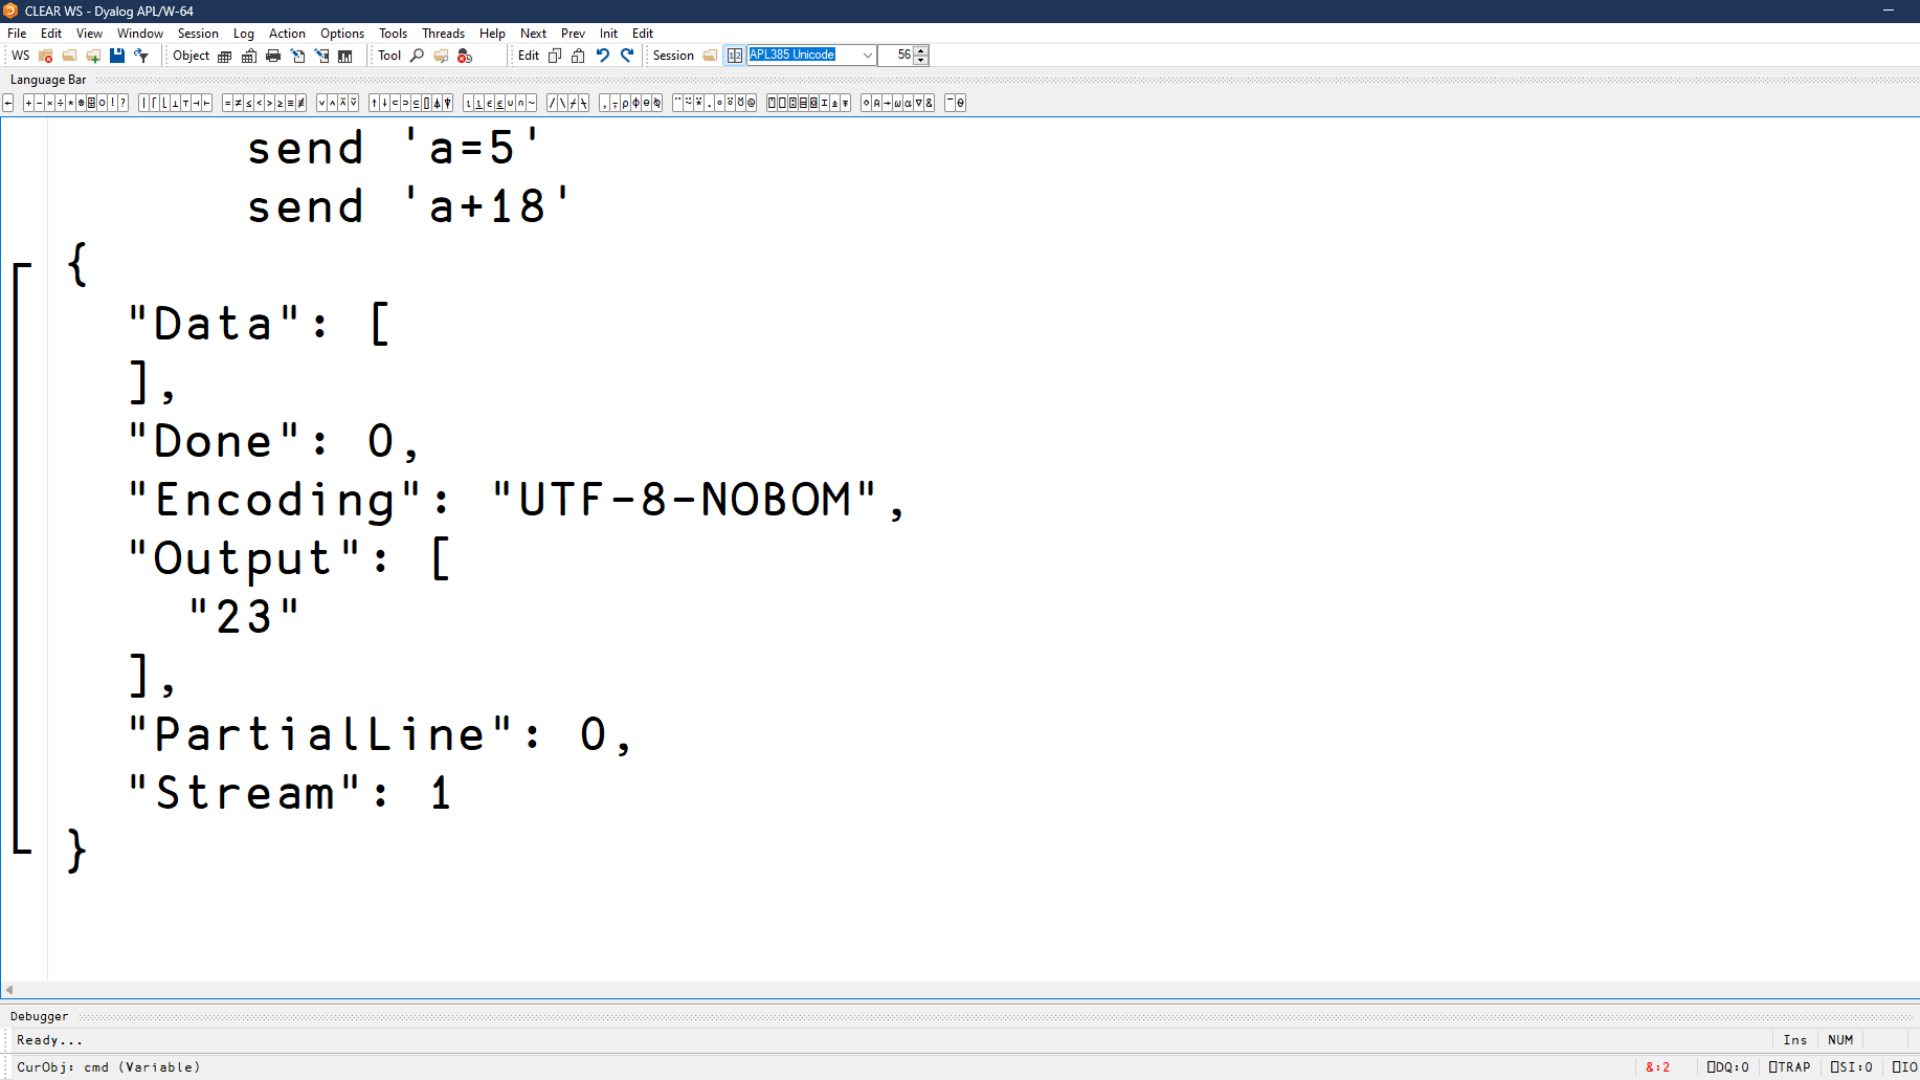 CLEAR WS - Dyalog APL/W-64
File Edit View Window Session Log Action Options Tools Threads Help Next Prev Init Edit
WS Object Tool Edit Session APL385 Unicode 56
Language Bar
send 'a=5'
send 'a+18'
{
"Data": [
],
"Done": 0,
"Encoding": "UTF-8-NOBOM",
"Output": [
"23"
],
"PartialLine": 0,
"Stream": 1
}
Debugger
Ready...
Ins NUM
CurObj: cmd (Variable)
&:2 ⎕DQ:0 ⎕TRAP ⎕SI:0 ⎕IO